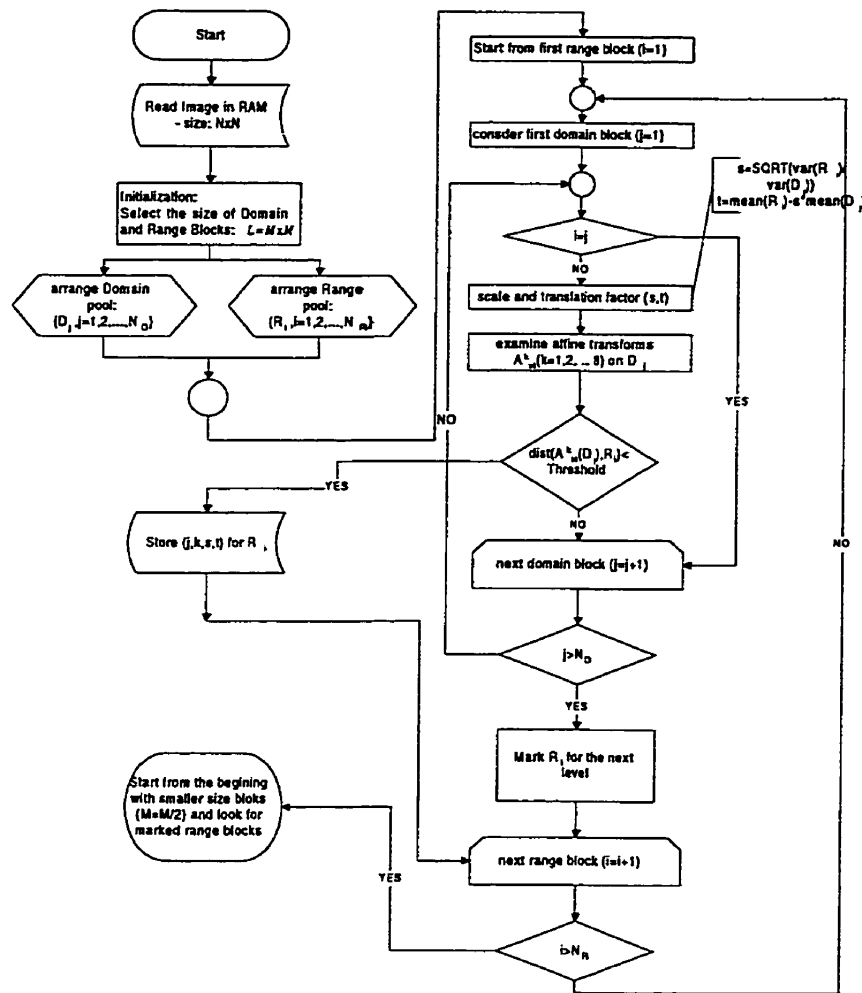 Start
Read Image in RAM
- size: NxN
Initialization:
Select the size of Domain
and Range Blocks: L=MxM
arrange Domain
pool:
{D j ,j=1,2,...,N D}
arrange Range
pool:
{R i ,i=1,2,...,N R}
Start from first range block (i=1)
consder first domain block (j=1)
s=SQRT(var(R i)/
var(D j))
t=mean(R i)-s*mean(D j)
i=j
NO
scale and translation factor (s,t)
examine affine transforms
A k st(k=1,2, ... 8) on D j
YES
NO
dist(A k st(D j),R i)<
Threshold
YES
NO
Store (j,k,s,t) for R i
next domain block (j=j+1)
NO
j>N D
YES
Mark R i for the next
level
Start from the begining
with smaller size bloks
(M=M/2) and look for
marked range blocks
next range block (i=i+1)
YES
i>N R